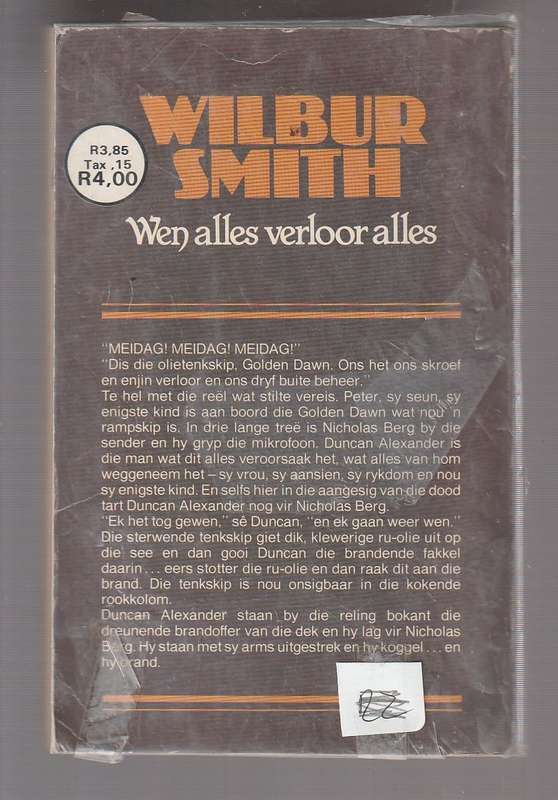 WILBUR
SMITH
R3,85
Tax ,15
R4,00
Wen alles verloor alles
"MEIDAG! MEIDAG! MEIDAG!"
"Dis die olietenkskip, Golden Dawn. Ons het ons skroef
en enjin verloor en ons dryf buite beheer."
Te hel met die reël wat stilte vereis. Peter, sy seun, sy
enigste kind is aan boord die Golden Dawn wat nou 'n
rampskip is. In drie lange treë is Nicholas Berg by die
sender en hy gryp die mikrofoon. Duncan Alexander is
die man wat dit alles veroorsaak het, wat alles van hom
weggeneem het – sy vrou, sy aansien, sy rykdom en nou
sy enigste kind. En selfs hier in die aangesig van die dood
tart Duncan Alexander nog vir Nicholas Berg.
"Ek het tog gewen," sê Duncan, "en ek gaan weer wen."
Die sterwende tenkskip giet dik, klewerige ru-olie uit op
die see en dan gooi Duncan die brandende fakkel
daarin... eers stotter die ru-olie en dan raak dit aan die
brand. Die tenkskip is nou onsigbaar in die kokende
rookkolom.
Duncan Alexander staan by die reling bokant die
dreunende brandoffer van die dek en hy lag vir Nicholas
Berg. Hy staan met sy arms uitgestrek en hy koggel... en
hy brand.
22